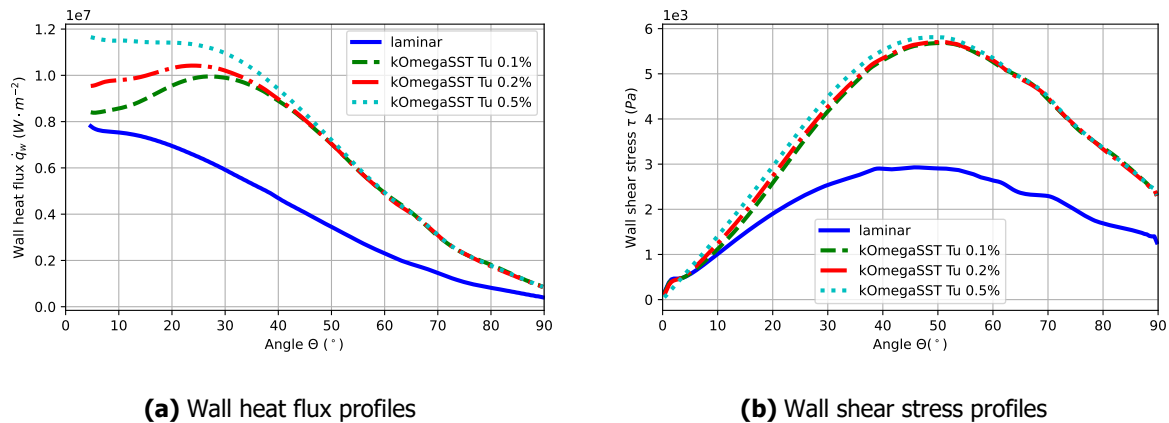 1e7
1.2
1.0
0.8
0.6
0.4
0.2
0.0
0
10
20
30
40
50
60
70
80
90
Wall heat flux q̇w (W · m−2)
Angle Θ (°)
laminar
kOmegaSST Tu 0.1%
kOmegaSST Tu 0.2%
kOmegaSST Tu 0.5%
(a) Wall heat flux profiles
1e3
6
5
4
3
2
1
0
0
10
20
30
40
50
60
70
80
90
Wall shear stress τ (Pa)
Angle Θ(°)
laminar
kOmegaSST Tu 0.1%
kOmegaSST Tu 0.2%
kOmegaSST Tu 0.5%
(b) Wall shear stress profiles